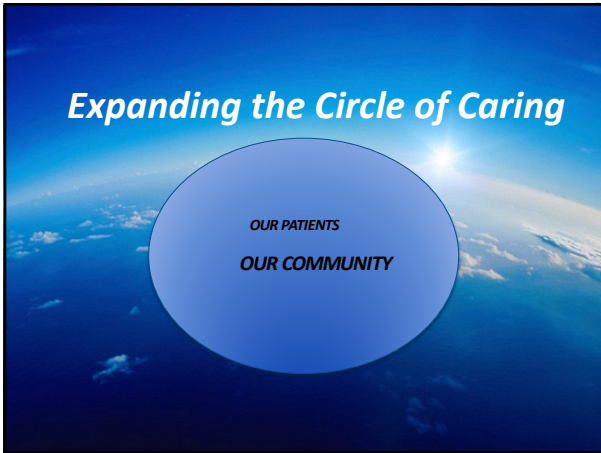 Expanding the Circle of Caring
OUR PATIENTS
OUR COMMUNITY